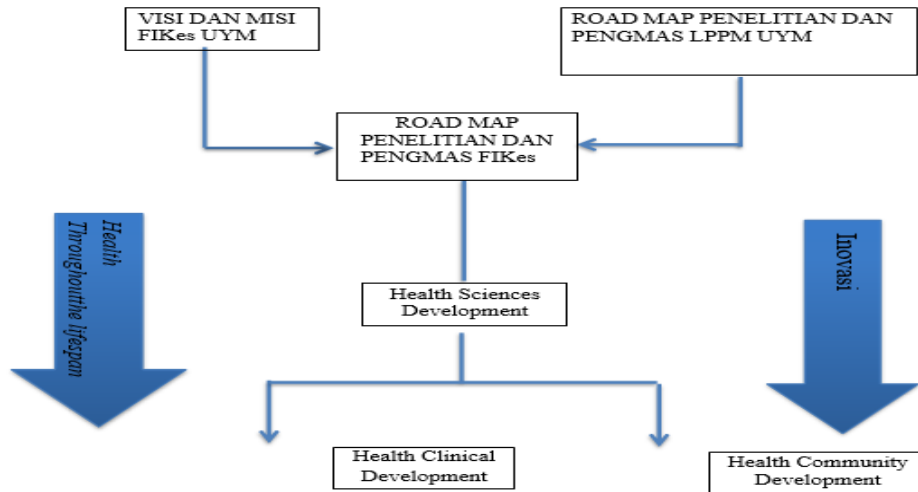 VISI DAN MISI
FIKes UYM
ROAD MAP PENELITIAN DAN
PENGMAS LPPM UYM
ROAD MAP
PENELITIAN DAN
PENGMAS FIKes
Health
Throughoutthe lifespan
Inovasi
Health Sciences
Development
Health Clinical
Development
Health Community
Development